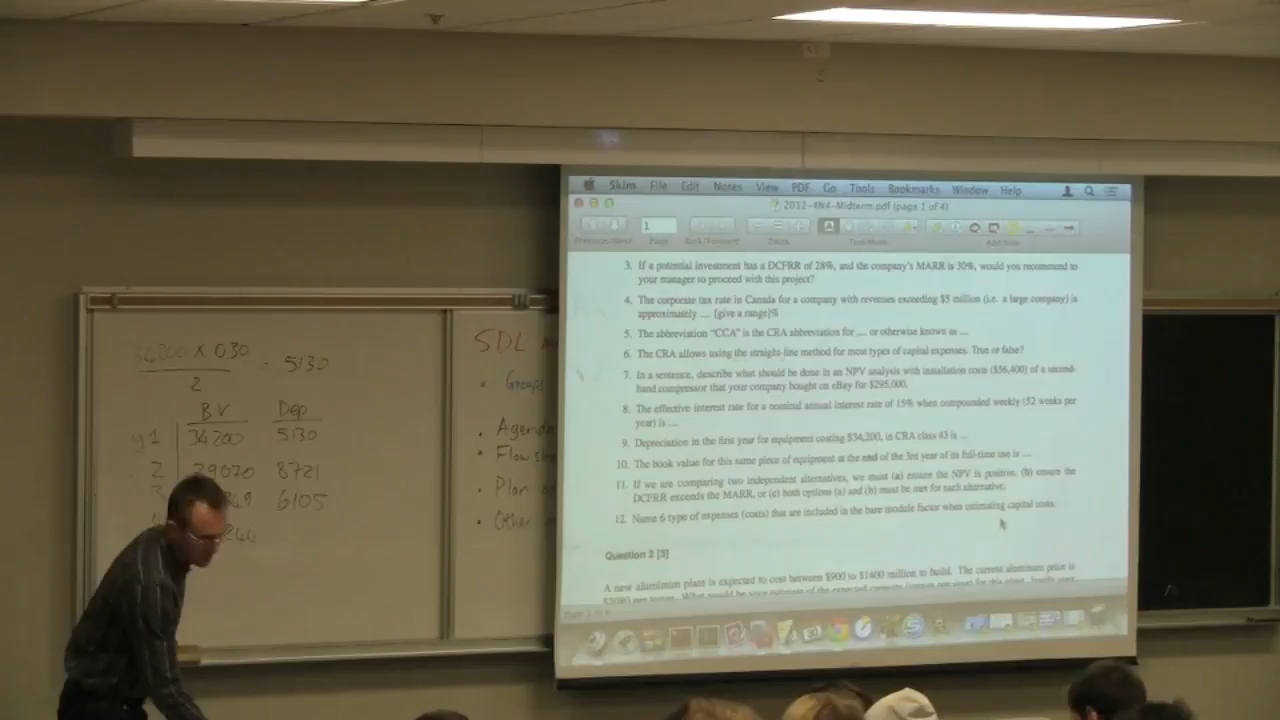 34200 x 0.30
2
- 5130
BV Dep
y1 34200 5130
2 29070 8721
6105
SDL
• Groups
• Agenda
•
• Plan
• Other
Skim File Edit Notes View PDF Go Tools Bookmarks Window Help
2012-4N4-Midterm.pdf (page 1 of 4)
1
Previous/Next Page Back/Forward Zoom Tool Mode Add Note
3. If a potential investment has a DCFRR of 28%, and the company's MARR is 30%, would you recommend to
your manager to proceed with this project?
4. The corporate tax rate in Canada for a company with revenues exceeding $5 million (i.e. a large company) is
approximately .... [give a range]%
5. The abbreviation "CCA" is the CRA abbreviation for .... or otherwise known as ...
6. The CRA allows using the straight-line method for most types of capital expenses. True or false?
7. In a sentence, describe what should be done in an NPV analysis with installation costs ($56,400) of a second-
hand compressor that your company bought on eBay for $295,000.
8. The effective interest rate for a nominal annual interest rate of 15% when compounded weekly (52 weeks per
year) is ...
9. Depreciation in the first year for equipment costing $34,200, in CRA class 43 is ...
10. The book value for this same piece of equipment at the end of the 3rd year of its full-time use is ...
11. If we are comparing two independent alternatives, we must (a) ensure the NPV is positive, (b) ensure the
DCFRR exceeds the MARR, or (c) both options (a) and (b) must be met for each alternative.
12. Name 6 type of expenses (costs) that are included in the bare module factor when estimating capital costs.
Question 2 [3]
A new aluminum plant is expected to cost between $900 to $1400 million to build. The current aluminum price is